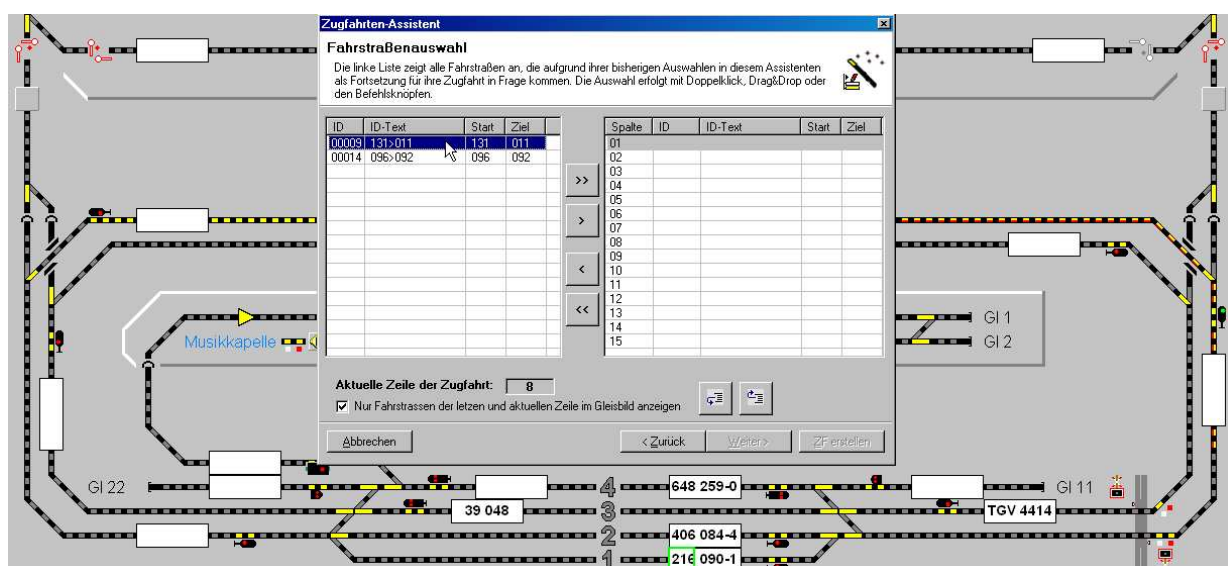 Zugfahrten-Assistent
Fahrstraßenauswahl
Die linke Liste zeigt alle Fahrstraßen an, die aufgrund ihrer bisherigen Auswahlen in diesem Assistenten
als Fortsetzung für ihre Zugfahrt in Frage kommen. Die Auswahl erfolgt mit Doppelklick, Drag&Drop oder
den Befehlsknöpfen.
ID ID-Text Start Ziel
00009 131>011 131 011
00014 096>092 096 092
>>
>
<
<<
Spalte ID ID-Text Start Ziel
01
02
03
04
05
06
07
08
09
10
11
12
13
14
15
Aktuelle Zeile der Zugfahrt: 8
Nur Fahrstrassen der letzen und aktuellen Zeile im Gleisbild anzeigen
Abbrechen
< Zurück
Weiter >
ZF erstellen
Musikkapelle
Gl 1
Gl 2
Gl 22
4
648 259-0
Gl 11
39 048
3
TGV 4414
2
406 084-4
1
216 090-1